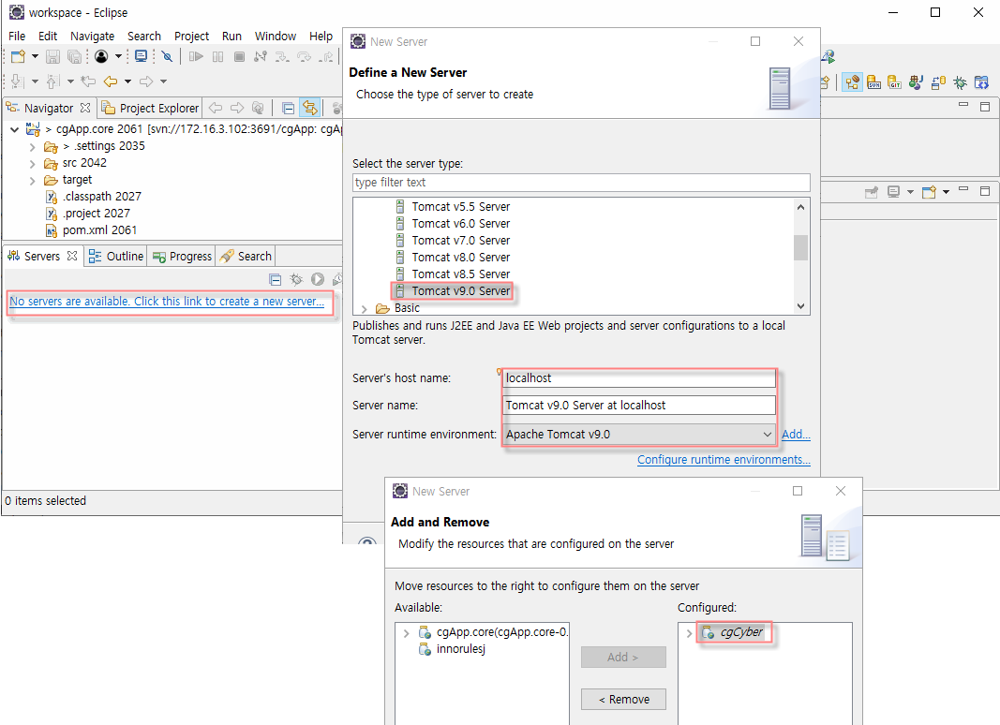 workspace - Eclipse
File Edit Navigate Search Project Run Window Help
Navigator Project Explorer
> cgApp.core 2061 [svn://172.16.3.102:3691/cgApp: cgAp
> .settings 2035
src 2042
target
.classpath 2027
.project 2027
pom.xml 2061
Servers Outline Progress Search
No servers are available. Click this link to create a new server...
0 items selected
New Server
Define a New Server
Choose the type of server to create
Select the server type:
type filter text
Tomcat v5.5 Server
Tomcat v6.0 Server
Tomcat v7.0 Server
Tomcat v8.0 Server
Tomcat v8.5 Server
Tomcat v9.0 Server
Basic
Publishes and runs J2EE and Java EE Web projects and server configurations to a local
Tomcat server.
Server's host name: localhost
Server name: Tomcat v9.0 Server at localhost
Server runtime environment: Apache Tomcat v9.0 Add...
Configure runtime environments...
New Server
Add and Remove
Modify the resources that are configured on the server
Move resources to the right to configure them on the server
Available: Configured:
cgApp.core(cgApp.core-0. cgCyber
innorulesj
Add >
< Remove